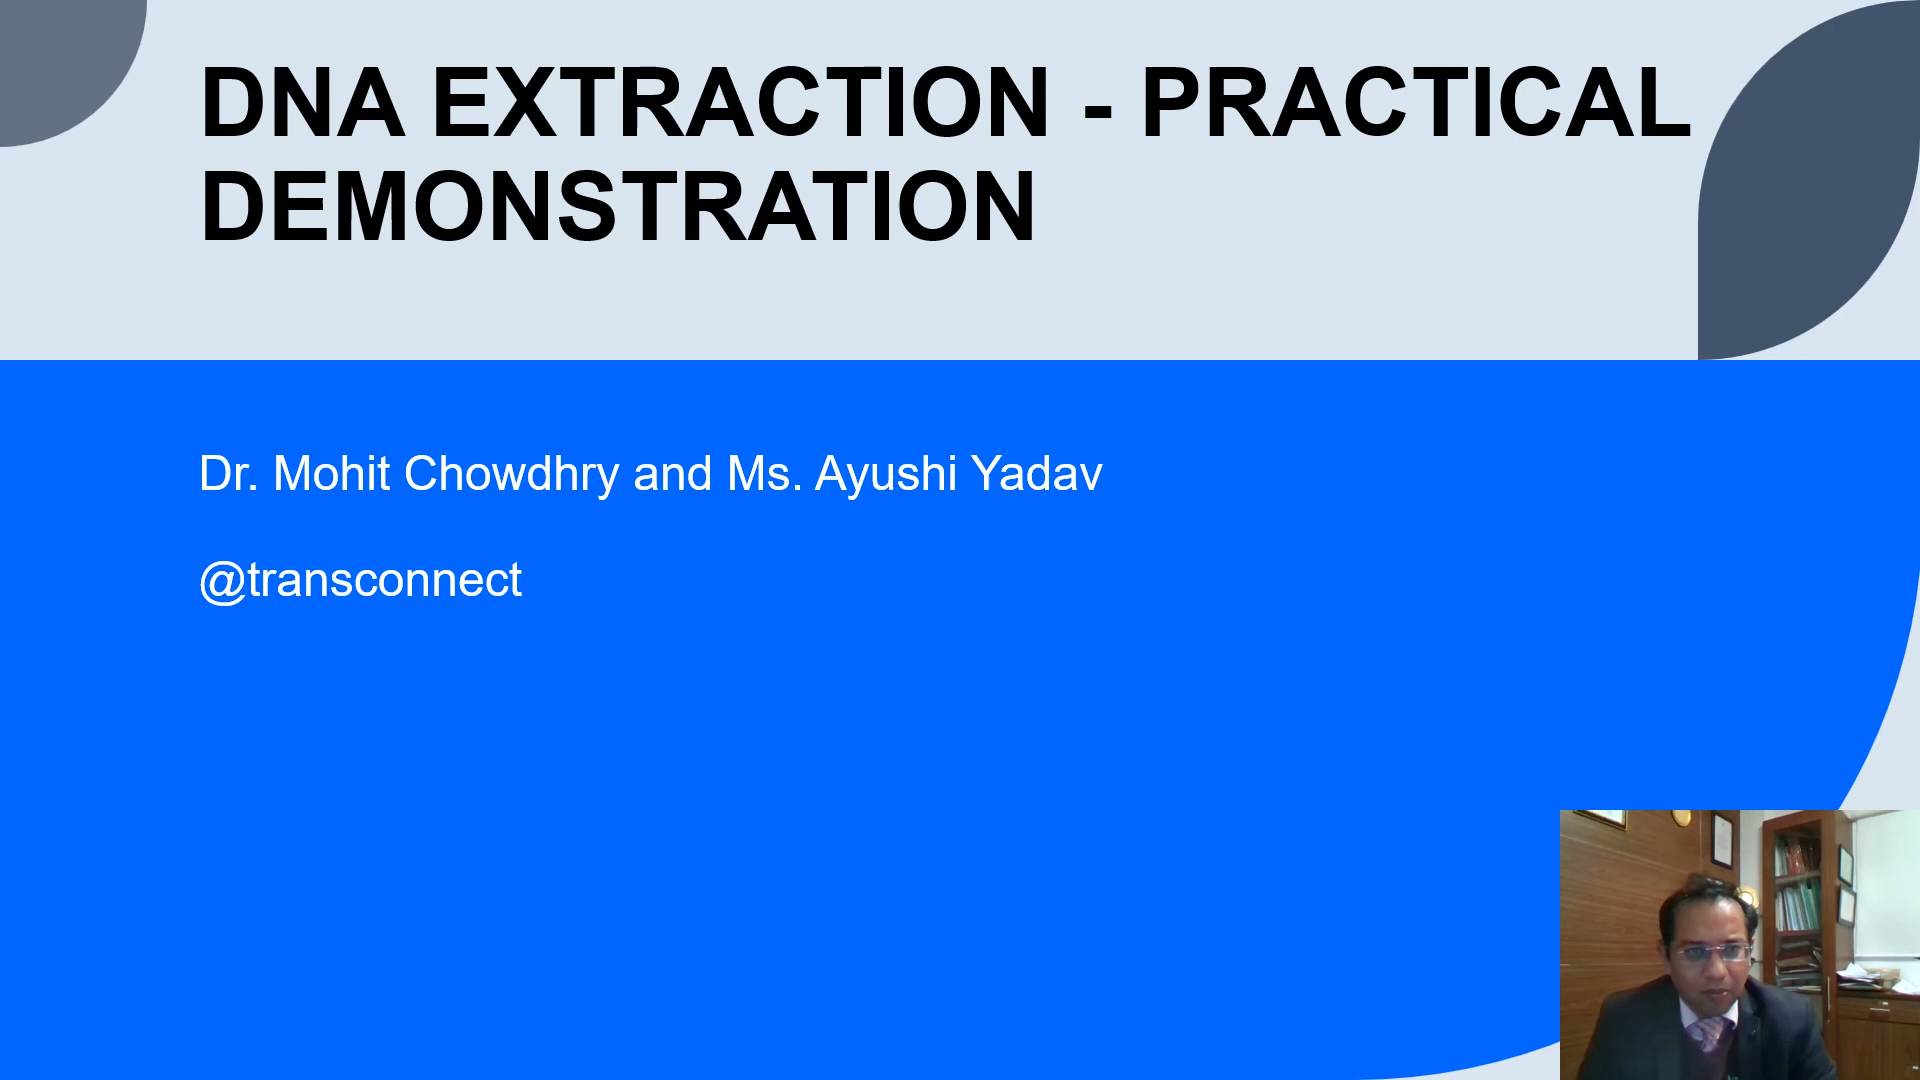 DNA EXTRACTION - PRACTICAL
DEMONSTRATION
Dr. Mohit Chowdhry and Ms. Ayushi Yadav
@transconnect